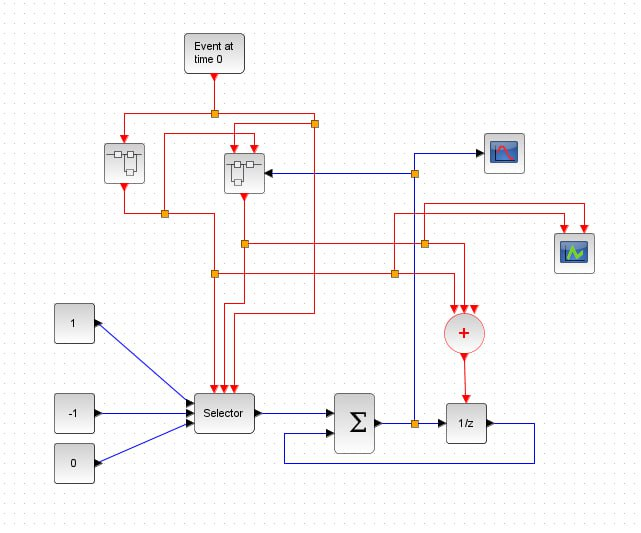 Event at
time 0
1
+
-1
Selector
Σ
1/z
0